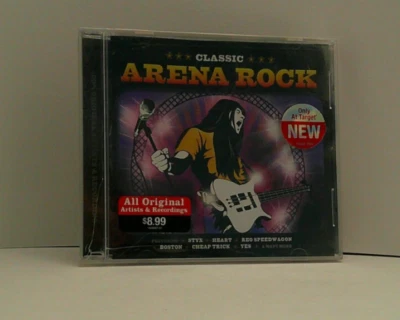 ★★★ CLASSIC ★★★
ARENA ROCK
Only
At Target
NEW
All Original
Artists & Recordings
$8.99
STYX • HEART • REO SPEEDWAGON
BOSTON • CHEAP TRICK • YES